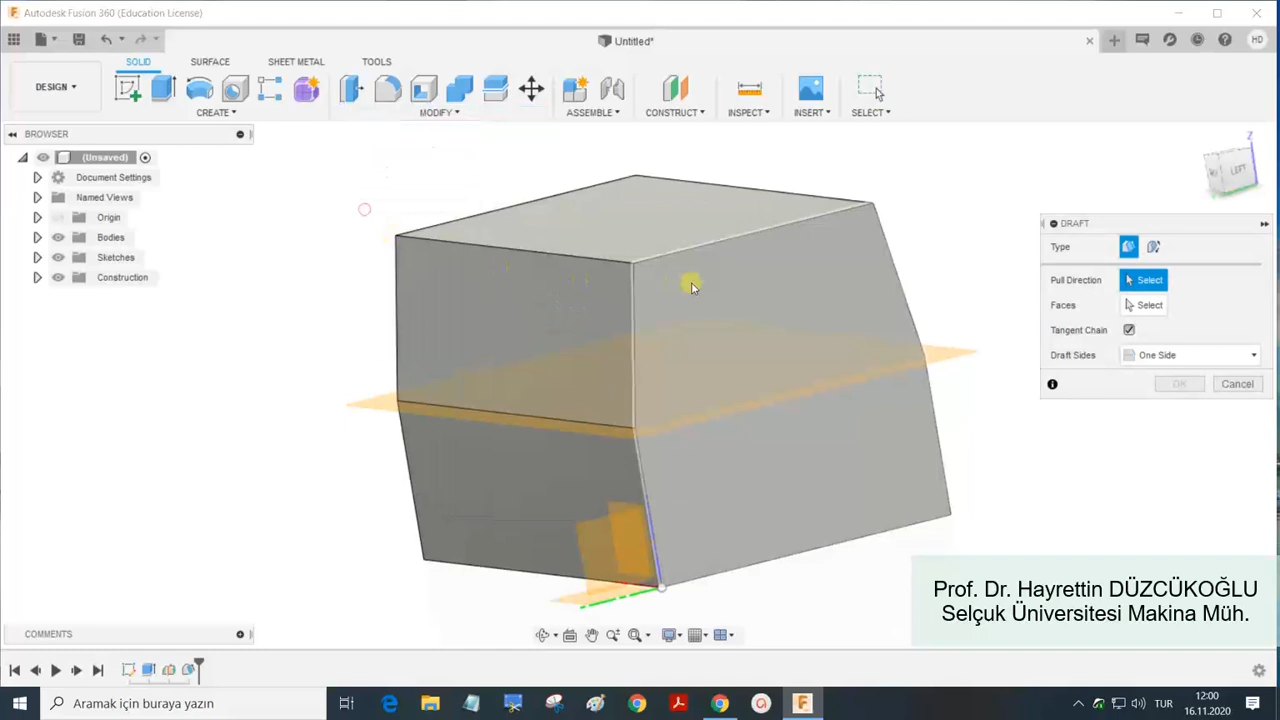 Autodesk Fusion 360 (Education License)
Untitled*
HD
DESIGN
SOLID
SURFACE
SHEET METAL
TOOLS
CREATE
MODIFY
ASSEMBLE
CONSTRUCT
INSPECT
INSERT
SELECT
BROWSER
(Unsaved)
Document Settings
Named Views
Origin
Bodies
Sketches
Construction
Z
LEFT
DRAFT
Type
Pull Direction
Select
Faces
Select
Tangent Chain
Draft Sides
One Side
OK
Cancel
Prof. Dr. Hayrettin DÜZCÜKOĞLU
Selçuk Üniversitesi Makina Müh.
COMMENTS
Aramak için buraya yazın
TUR
12:00
16.11.2020